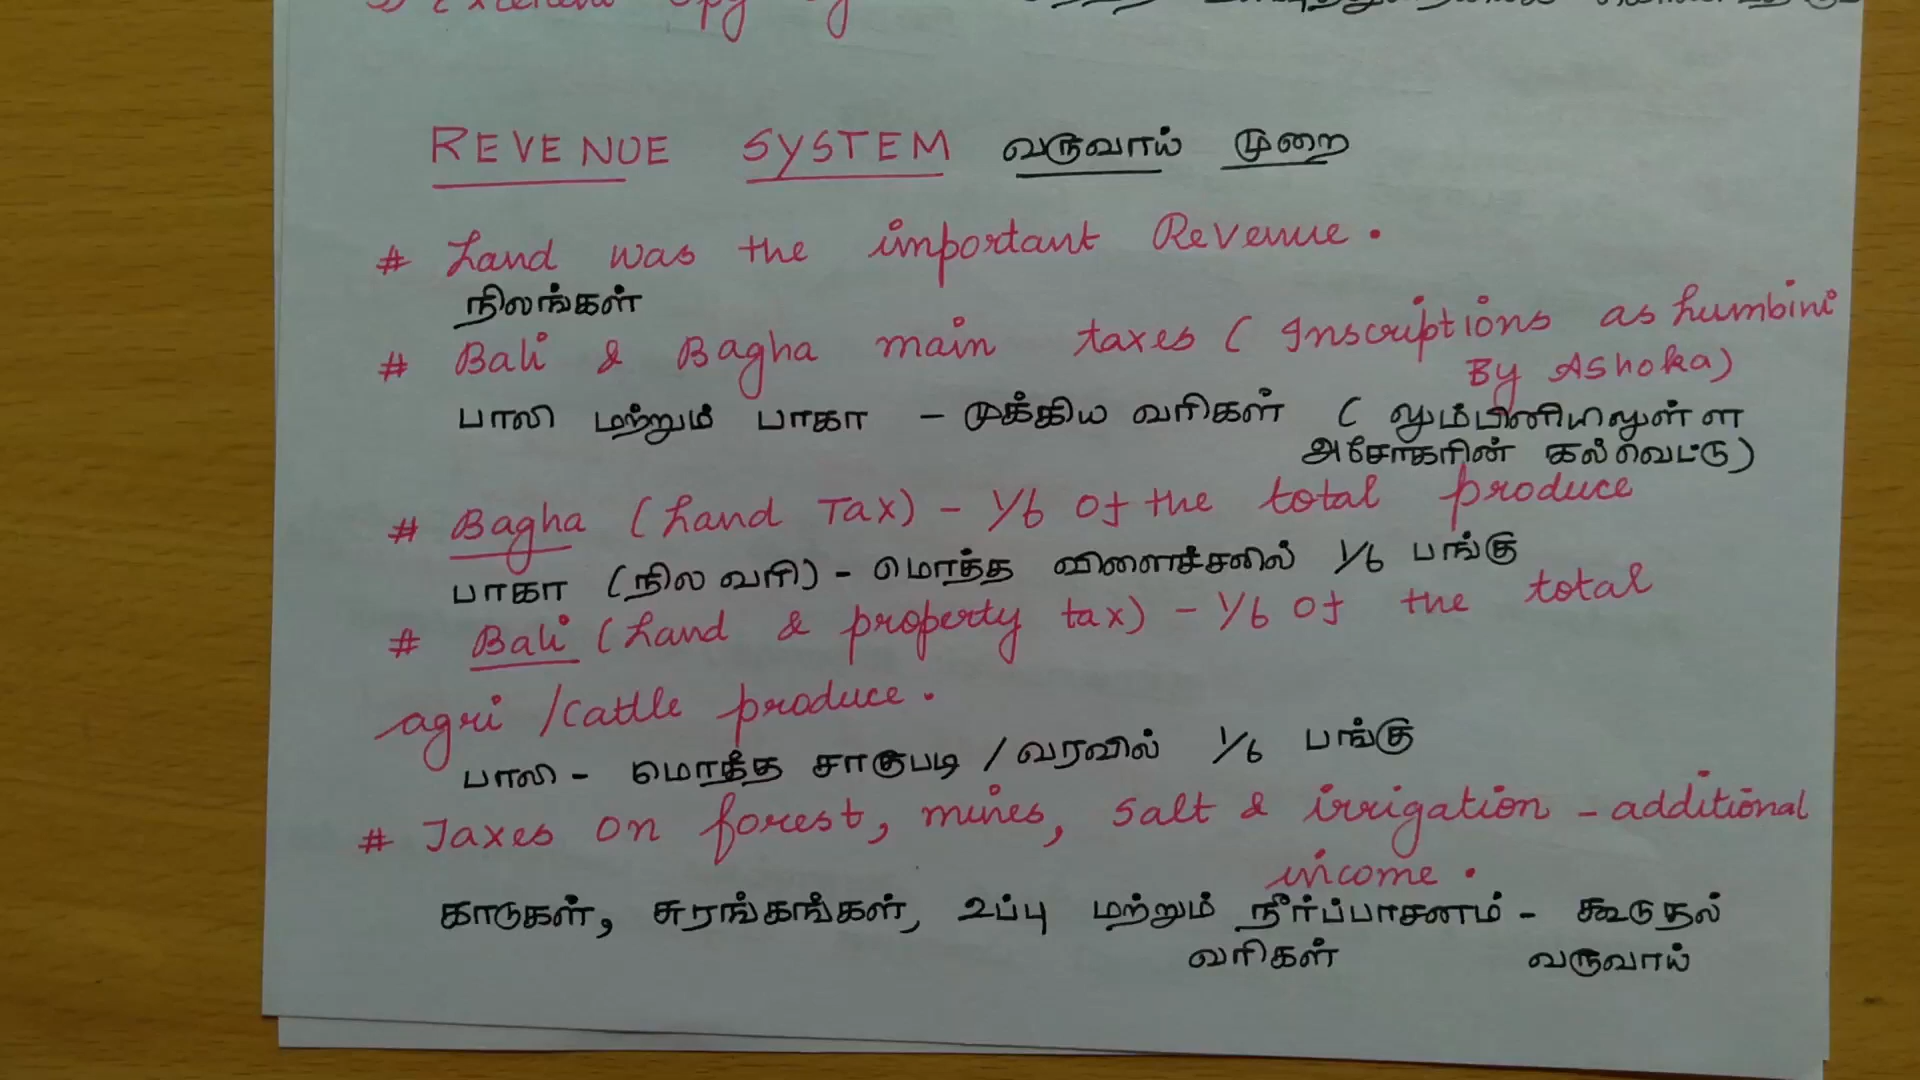 REVENUE SYSTEM வருவாய் முறை
# Land was the important Revenue.
நிலங்கள்
# Bali & Bagha main taxes ( Inscriptions as Lumbini
By Ashoka)
பாலி மற்றும் பாகா – முக்கிய வரிகள் ( லும்பினியிலுள்ள
அசோகரின் கல்வெட்டு)
# Bagha (Land Tax) – 1/6 Of the total produce
பாகா (நில வரி) – மொத்த விளைச்சலில் 1/6 பங்கு
# Bali (Land & property tax) – 1/6 Of the total
agri /cattle produce.
பாலி – மொத்த சாகுபடி / வரவில் 1/6 பங்கு
# Taxes on forest, mines, Salt & irrigation – additional
income.
காடுகள், சுரங்கங்கள், உப்பு மற்றும் நீர்ப்பாசனம் – கூடுதல்
வரிகள் வருவாய்